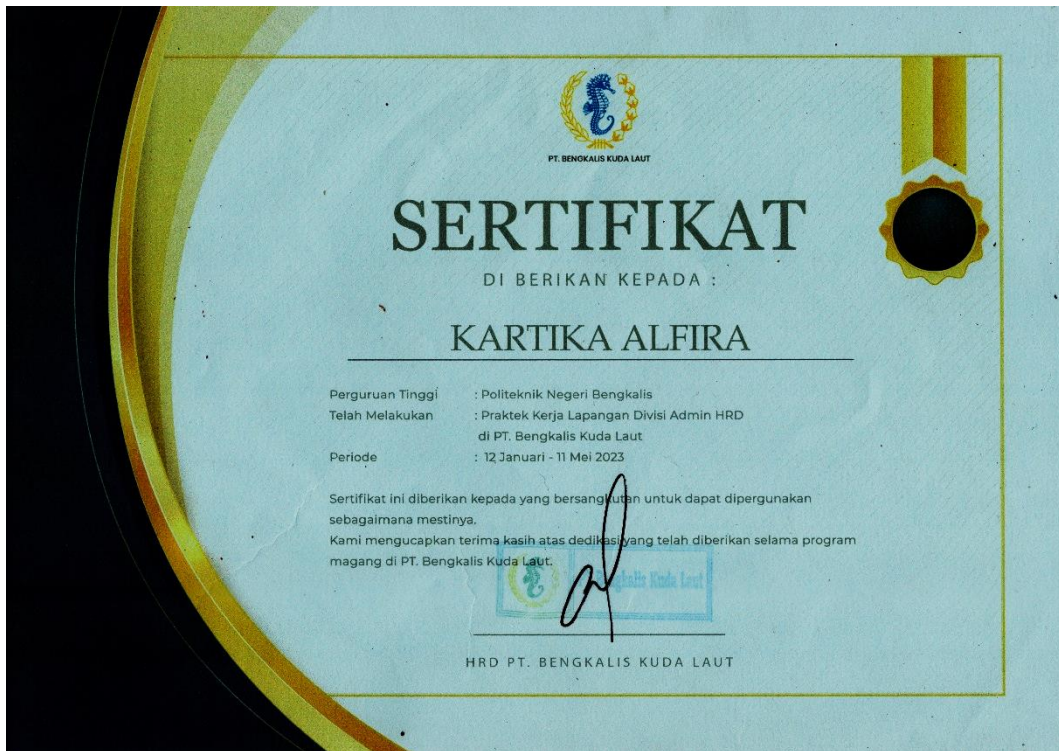 PT. BENGKALIS KUDA LAUT
SERTIFIKAT
DI BERIKAN KEPADA :
KARTIKA ALFIRA
Perguruan Tinggi : Politeknik Negeri Bengkalis
Telah Melakukan : Praktek Kerja Lapangan Divisi Admin HRD
di PT. Bengkalis Kuda Laut
Periode : 12 Januari - 11 Mei 2023
Sertifikat ini diberikan kepada yang bersangkutan untuk dapat dipergunakan
sebagaimana mestinya.
Kami mengucapkan terima kasih atas dedikasi yang telah diberikan selama program
magang di PT. Bengkalis Kuda Laut.
Kuda Laut
HRD PT. BENGKALIS KUDA LAUT